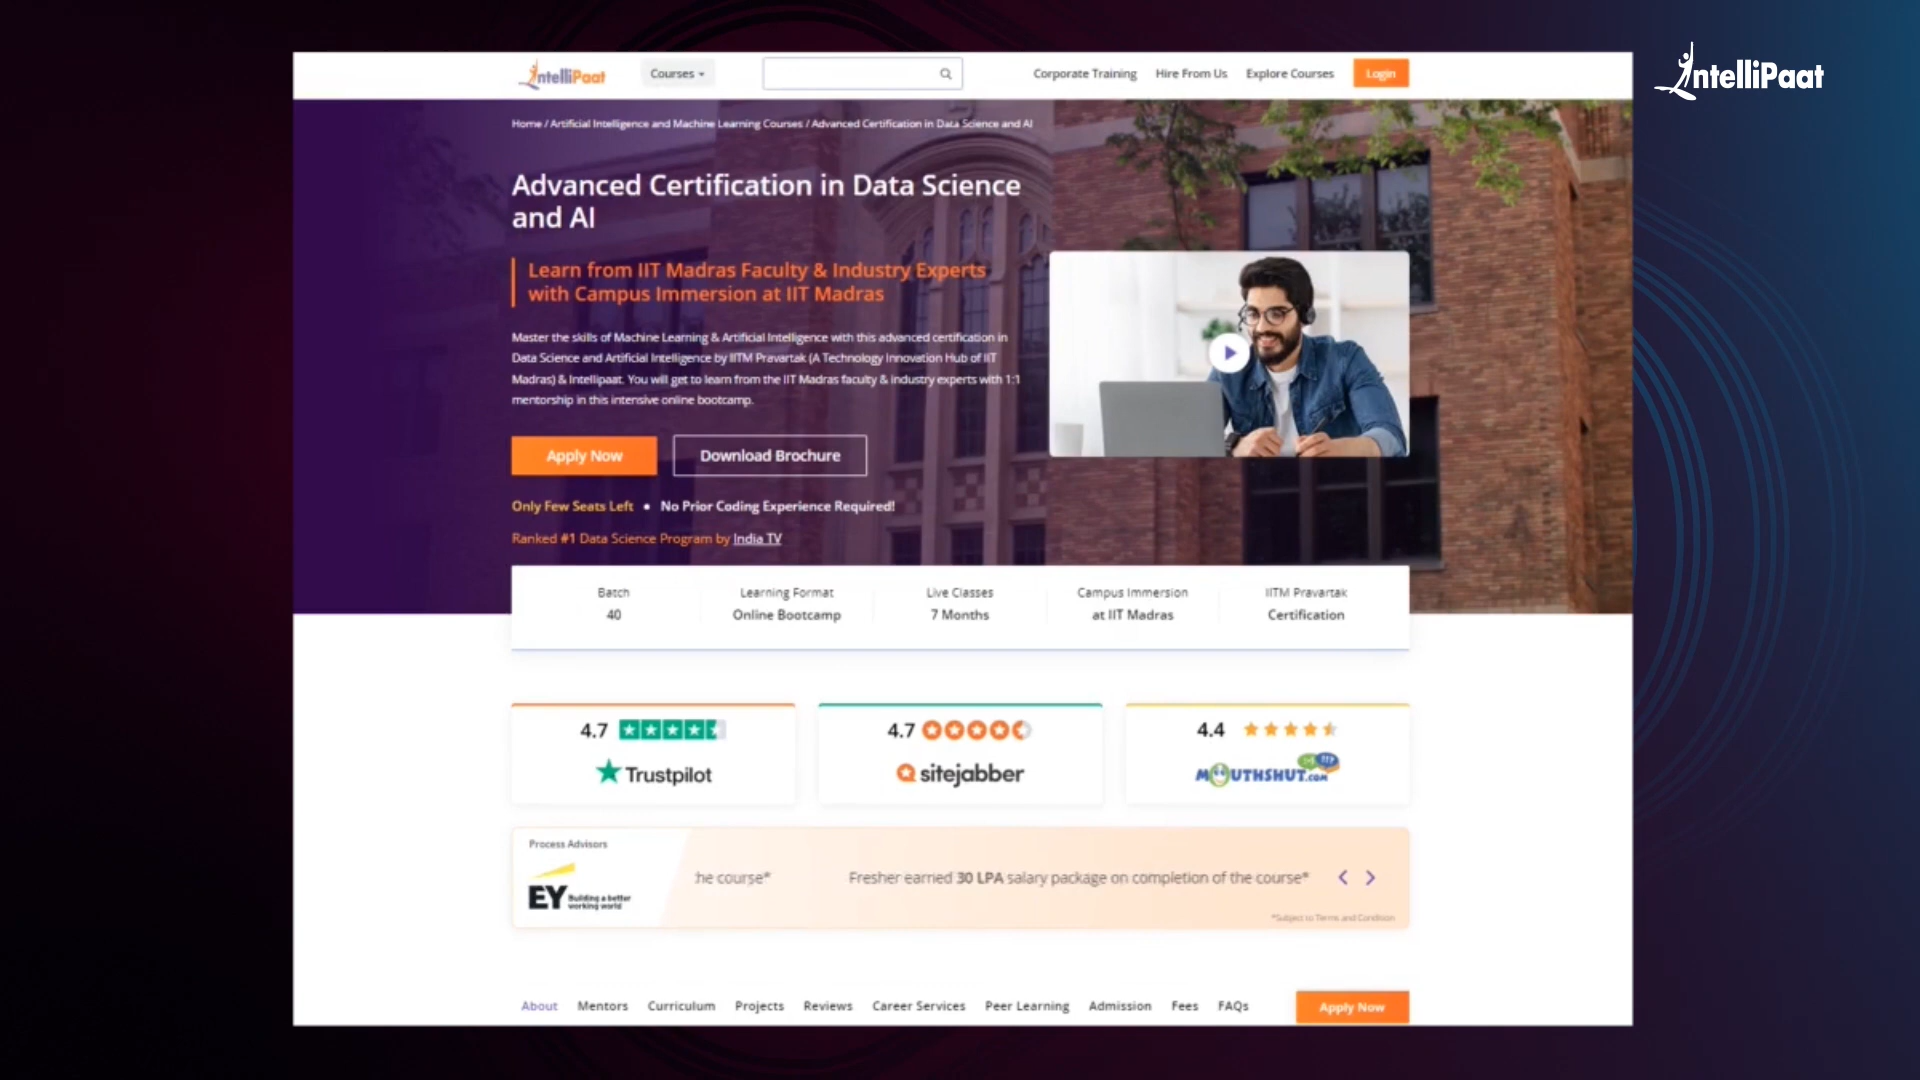 IntelliPaat
Courses
Corporate Training
Hire From Us
Explore Courses
Login
IntelliPaat
Home / Artificial Intelligence and Machine Learning Courses / Advanced Certification in Data Science and AI
Advanced Certification in Data Science
and AI
Learn from IIT Madras Faculty & Industry Experts
with Campus Immersion at IIT Madras
Master the skills of Machine Learning & Artificial Intelligence with this advanced certification in
Data Science and Artificial Intelligence by IITM Pravartak (A Technology Innovation Hub of IIT
Madras) & Intellipaat. You will get to learn from the IIT Madras faculty & industry experts with 1:1
mentorship in this intensive online bootcamp.
Apply Now
Download Brochure
Only Few Seats Left • No Prior Coding Experience Required!
Ranked #1 Data Science Program by India TV
Batch
40
Learning Format
Online Bootcamp
Live Classes
7 Months
Campus Immersion
at IIT Madras
IITM Pravartak
Certification
4.7
Trustpilot
4.7
sitejabber
4.4
MOUTHSHUT.COM
Process Advisors
EY
Building a better
working world
he course*
Fresher earned 30 LPA salary package on completion of the course*
*Subject to Terms and Condition
About
Mentors
Curriculum
Projects
Reviews
Career Services
Peer Learning
Admission
Fees
FAQs
Apply Now